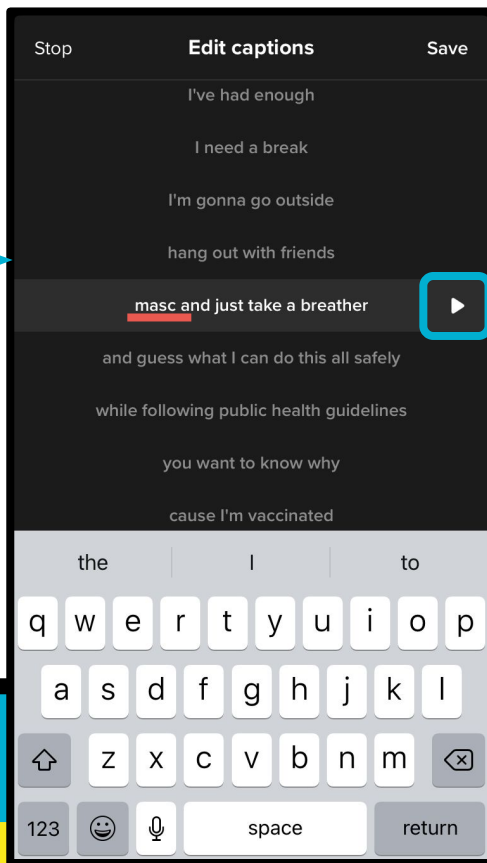 Stop Edit captions Save
I've had enough
I need a break
I'm gonna go outside
hang out with friends
masc and just take a breather
and guess what I can do this all safely
while following public health guidelines
you want to know why
cause I'm vaccinated
the I to
q w e r t y u i o p
a s d f g h j k l
z x c v b n m
123 space return